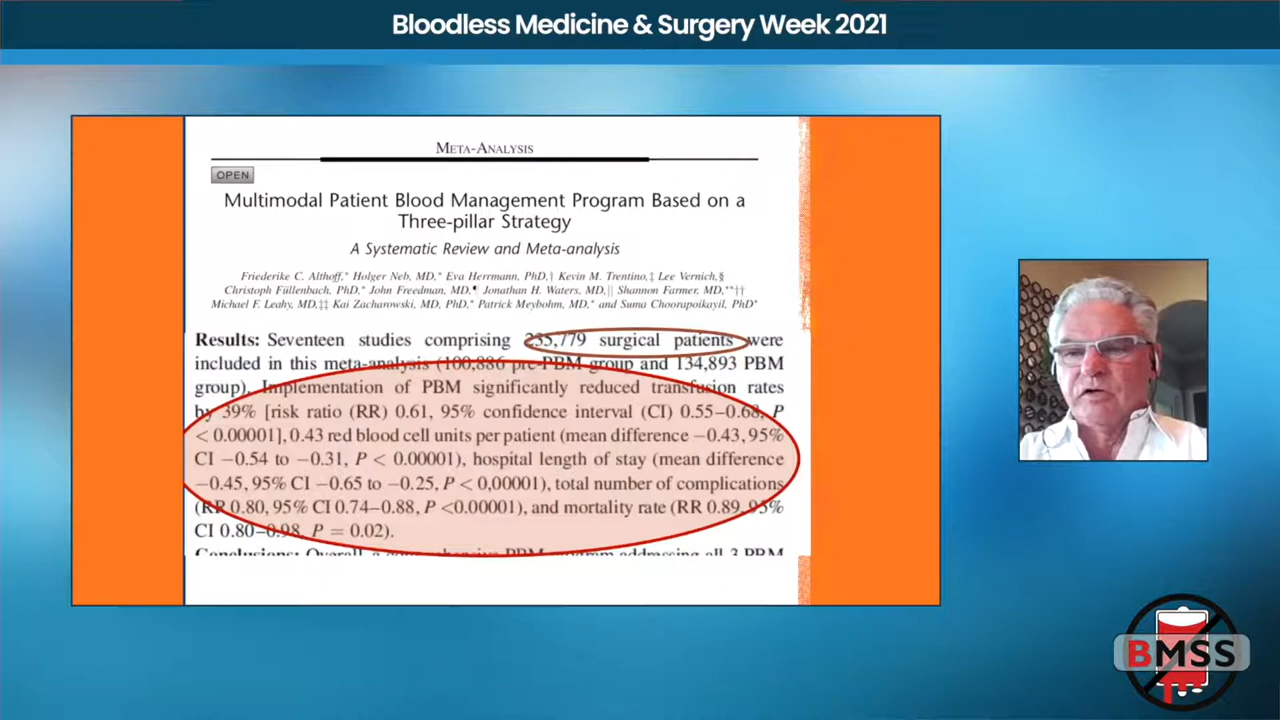 Bloodless Medicine & Surgery Week 2021
META-ANALYSIS
OPEN
Multimodal Patient Blood Management Program Based on a
Three-pillar Strategy
A Systematic Review and Meta-analysis
Friederike C. Althoff,* Holger Neb, MD,* Eva Herrmann, PhD,† Kevin M. Trentino,‡ Lee Vernich,§
Christoph Füllenbach, PhD,* John Freedman, MD,¶ Jonathan H. Waters, MD,|| Shannon Farmer, MD,**††
Michael F. Leahy, MD,‡‡ Kai Zacharowski, MD, PhD,* Patrick Meybohm, MD,* and Suma Choorapoikayil, PhD*
Results: Seventeen studies comprising 235,779 surgical patients were
included in this meta-analysis (100,886 pre-PBM group and 134,893 PBM
group). Implementation of PBM significantly reduced transfusion rates
by 39% [risk ratio (RR) 0.61, 95% confidence interval (CI) 0.55–0.68, P
< 0.00001], 0.43 red blood cell units per patient (mean difference −0.43, 95%
CI −0.54 to −0.31, P < 0.00001), hospital length of stay (mean difference
−0.45, 95% CI −0.65 to −0.25, P < 0,00001), total number of complications
(RR 0.80, 95% CI 0.74–0.88, P <0.00001), and mortality rate (RR 0.89, 95%
CI 0.80–0.98, P = 0.02).
Conclusions: Overall, a comprehensive PBM program addressing all 3 PBM
BMSS